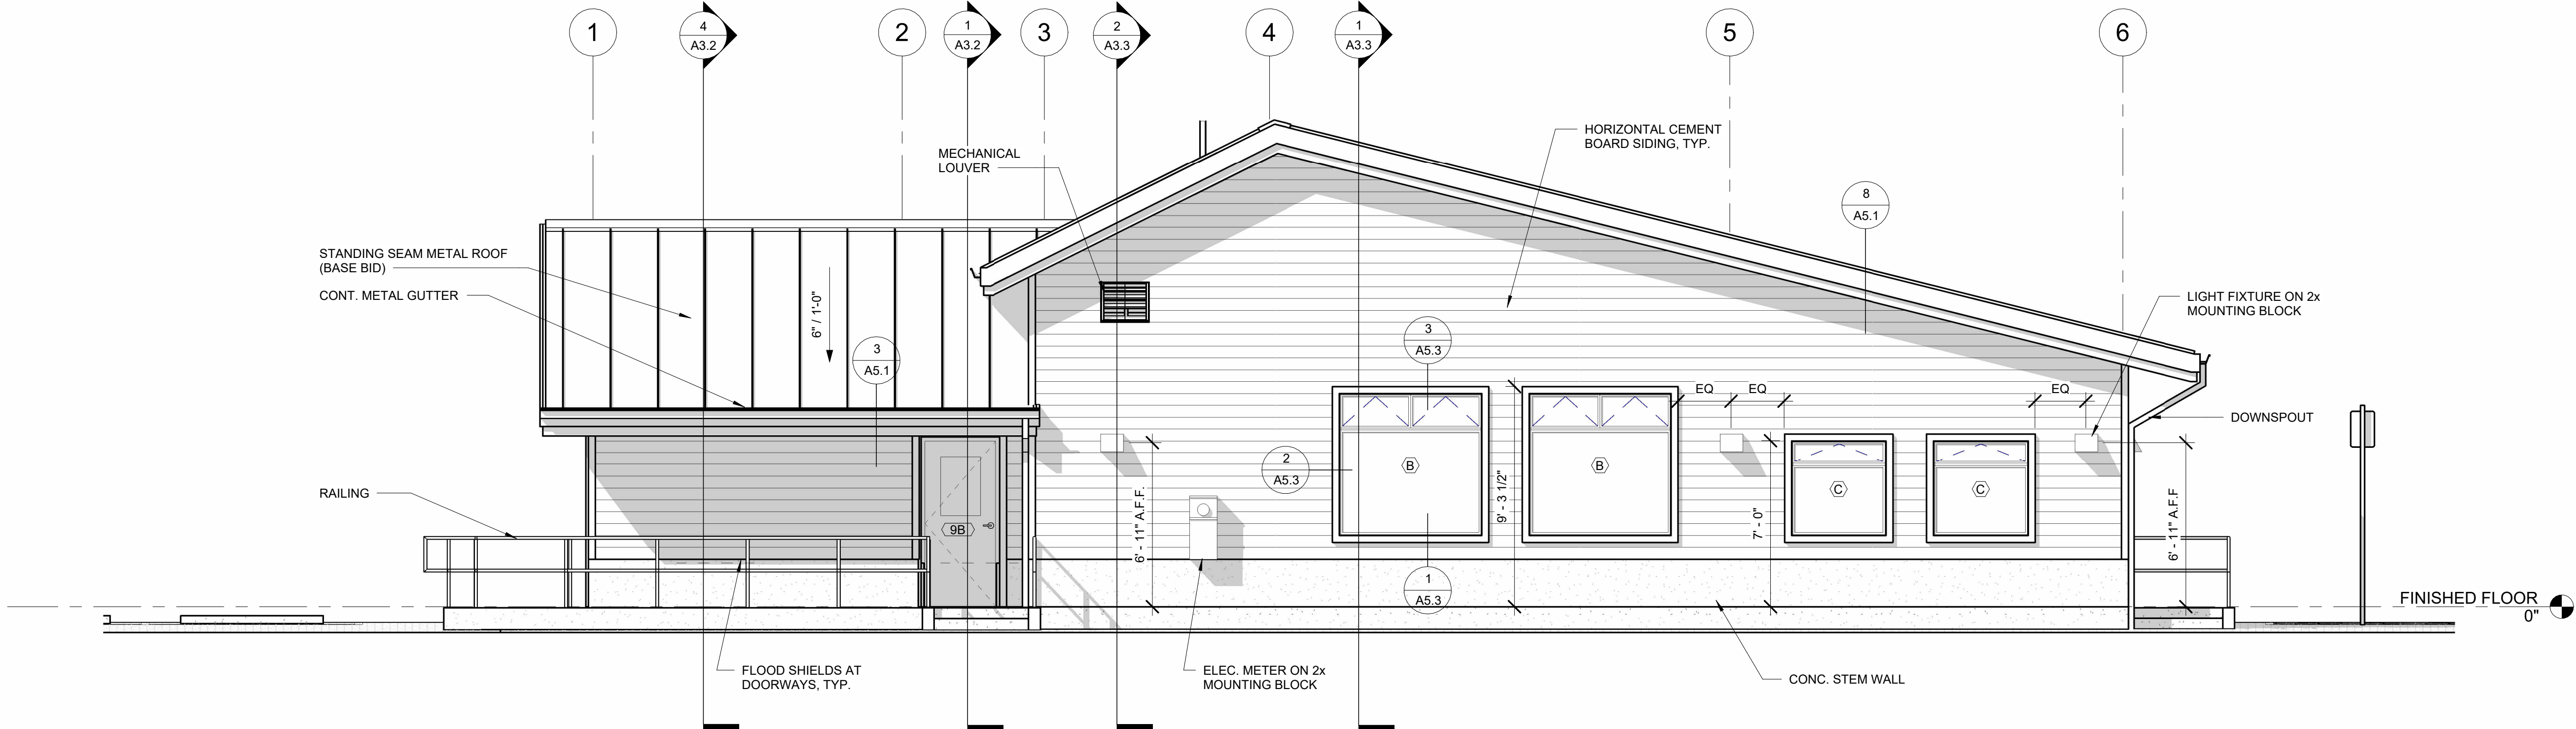 1
4
A3.2
2
1
A3.2
3
2
A3.3
4
1
A3.3
5
6
MECHANICAL
LOUVER
HORIZONTAL CEMENT
BOARD SIDING, TYP.
8
A5.1
STANDING SEAM METAL ROOF
(BASE BID)
CONT. METAL GUTTER
6" / 1'-0"
3
A5.1
3
A5.3
LIGHT FIXTURE ON 2x
MOUNTING BLOCK
EQ
EQ
EQ
DOWNSPOUT
RAILING
9B
6' - 11" A.F.F.
2
A5.3
B
9' - 3 1/2"
B
7' - 0"
C
C
6' - 11" A.F.F
1
A5.3
FINISHED FLOOR
0"
FLOOD SHIELDS AT
DOORWAYS, TYP.
ELEC. METER ON 2x
MOUNTING BLOCK
CONC. STEM WALL